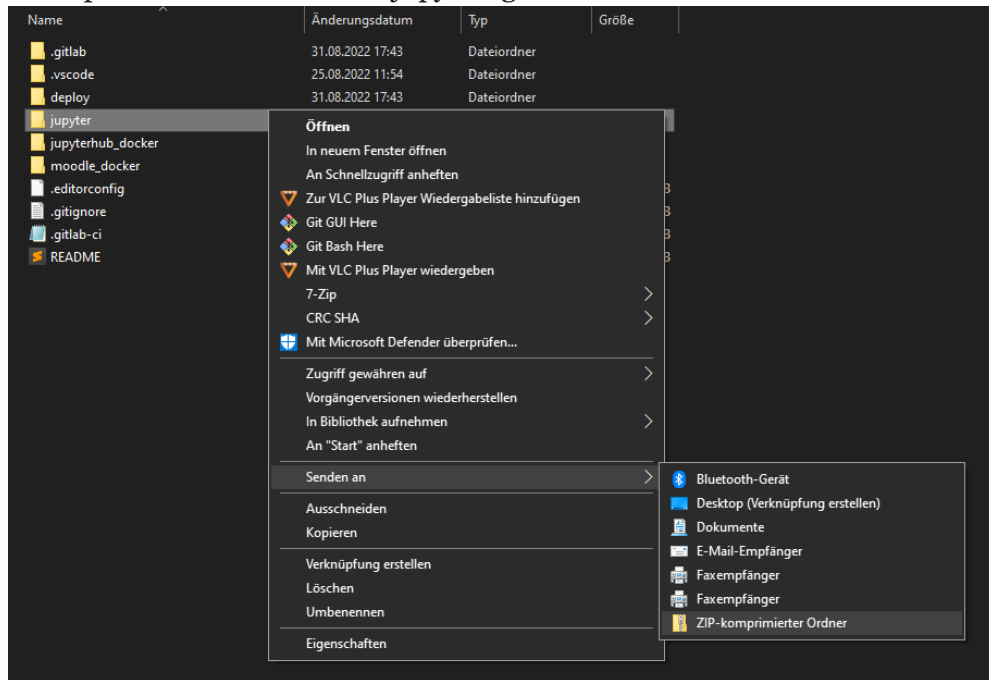 jupyter
Name Änderungsdatum Typ Größe
.gitlab 31.08.2022 17:43 Dateiordner
.vscode 25.08.2022 11:54 Dateiordner
deploy 31.08.2022 17:43 Dateiordner
jupyter
jupyterhub_docker
moodle_docker
.editorconfig
.gitignore
.gitlab-ci
README
Öffnen
In neuem Fenster öffnen
An Schnellzugriff anheften
Zur VLC Plus Player Wiedergabeliste hinzufügen
Git GUI Here
Git Bash Here
Mit VLC Plus Player wiedergeben
7-Zip
CRC SHA
Mit Microsoft Defender überprüfen...
Zugriff gewähren auf
Vorgängerversionen wiederherstellen
In Bibliothek aufnehmen
An "Start" anheften
Senden an
Ausschneiden
Kopieren
Verknüpfung erstellen
Löschen
Umbenennen
Eigenschaften
Bluetooth-Gerät
Desktop (Verknüpfung erstellen)
Dokumente
E-Mail-Empfänger
Faxempfänger
Faxempfänger
ZIP-komprimierter Ordner